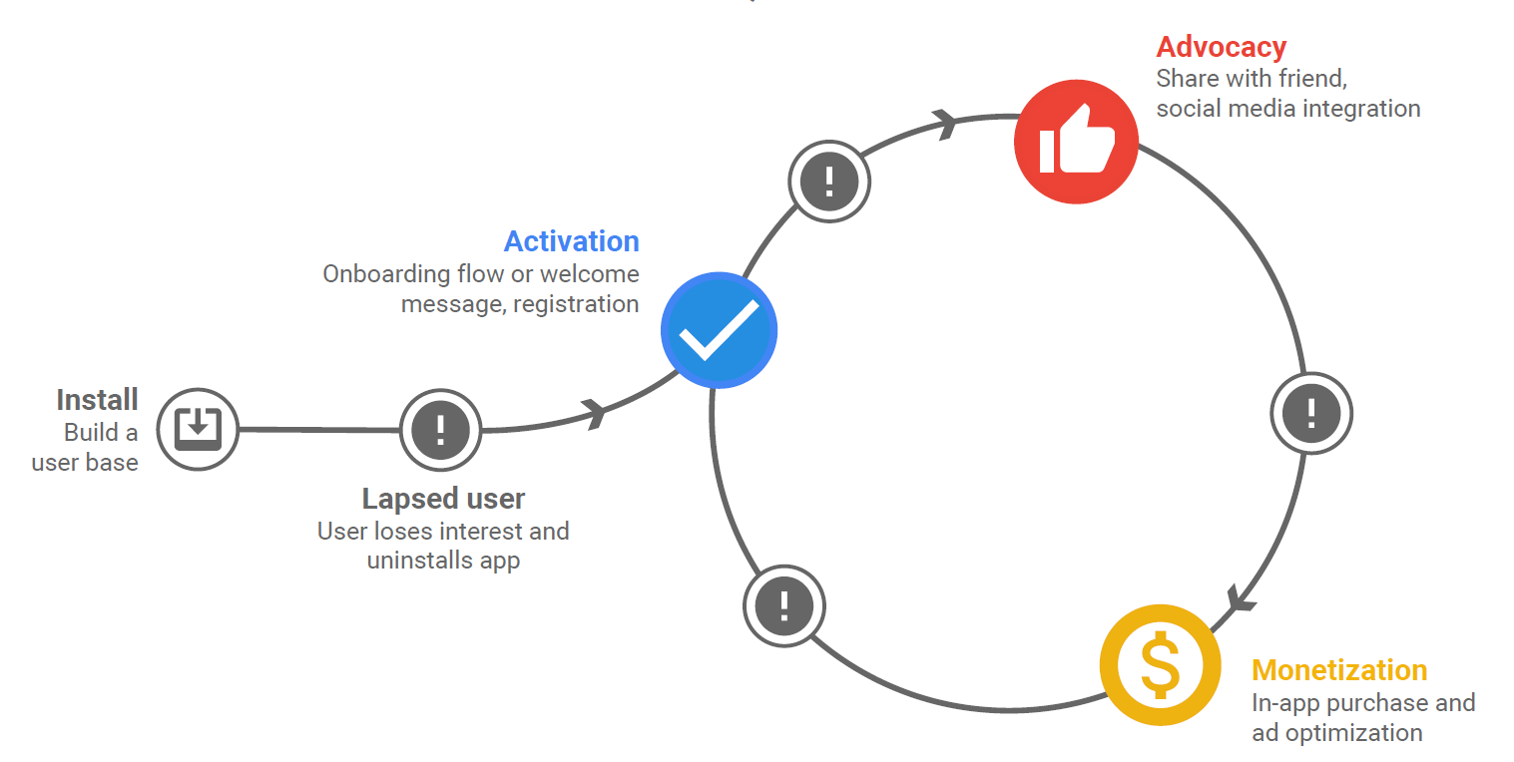 Advocacy
Share with friend,
social media integration
Activation
Onboarding flow or welcome
message, registration
Install
Build a
user base
Lapsed user
User loses interest and
uninstalls app
Monetization
In-app purchase and
ad optimization